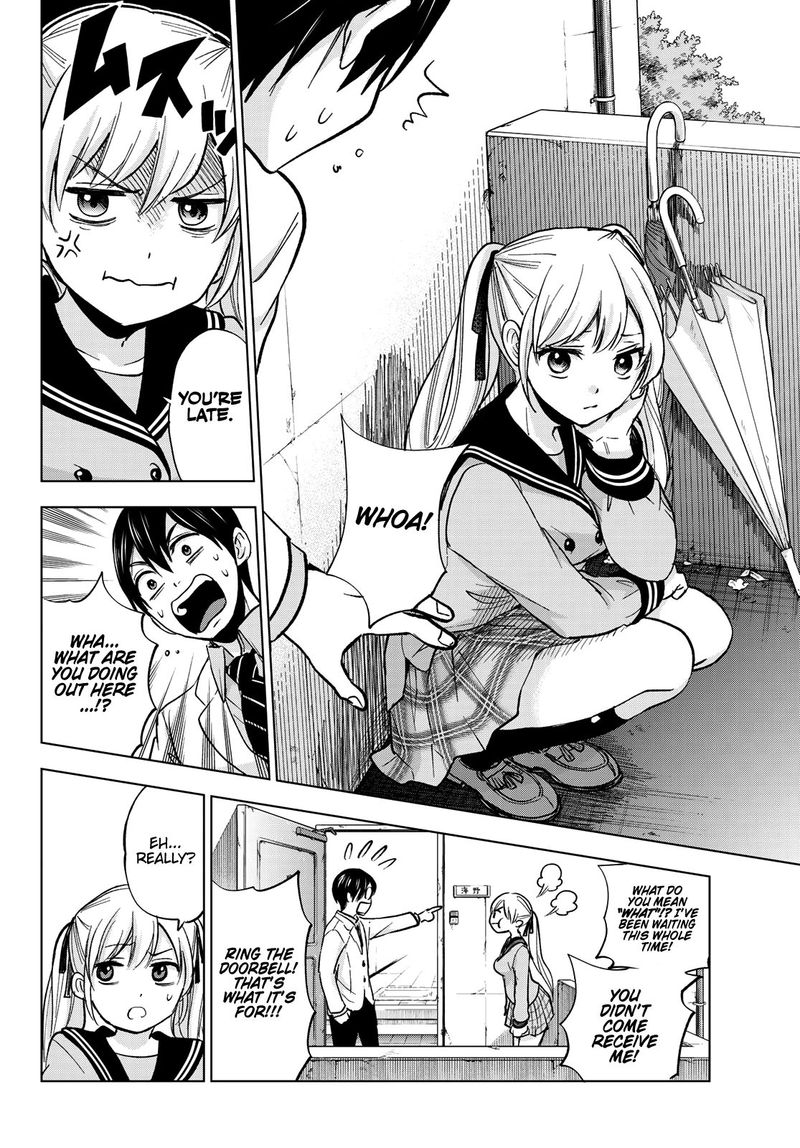 WHOA!
ムスッ
YOU'RE
LATE.
WHA...
WHAT ARE
YOU DOING
OUT HERE
...!?
WHAT DO
YOU MEAN
"WHAT"!? I'VE
BEEN WAITING
THIS WHOLE
TIME!
YOU
DIDN'T
COME
RECEIVE
ME!
海野
RING THE
DOORBELL!
THAT'S
WHAT IT'S
FOR!!!
EH...
REALLY?